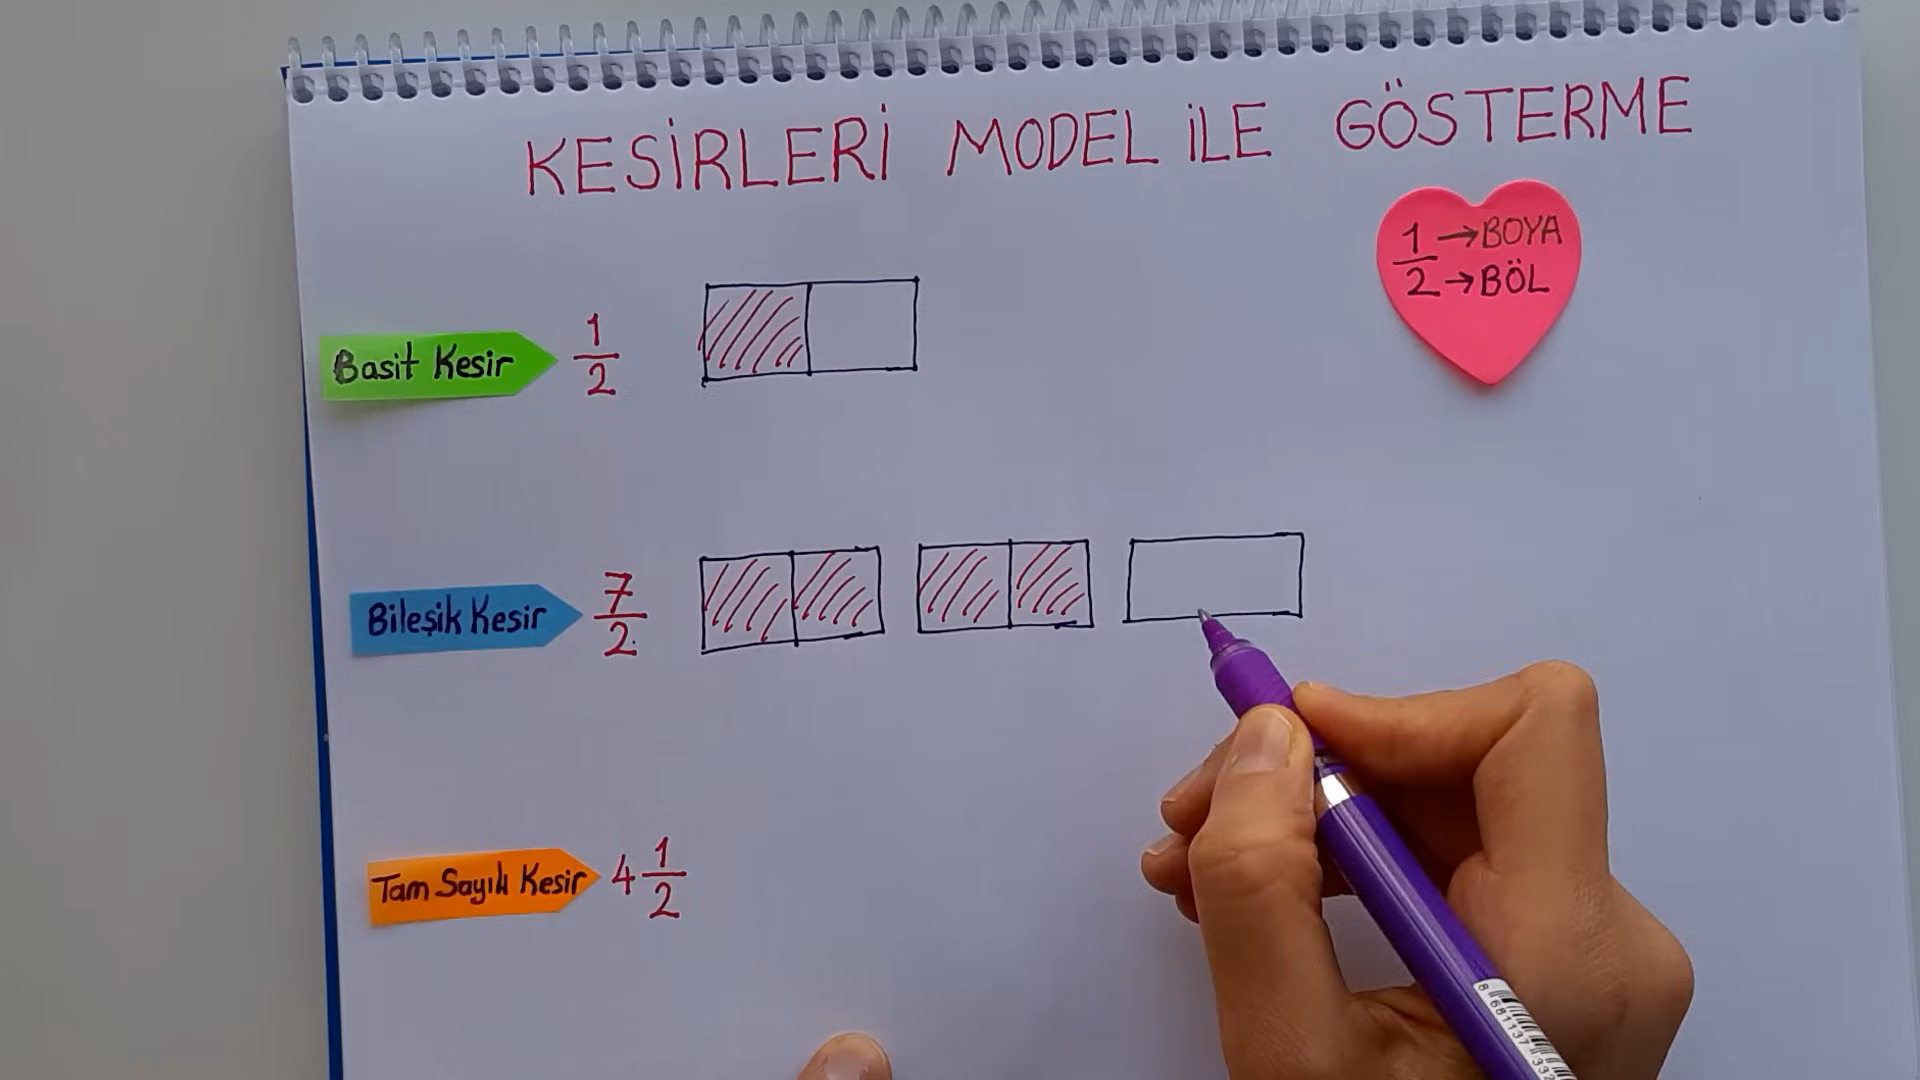 KESİRLERİ MODEL İLE GÖSTERME
1 → BOYA
2 → BÖL
Basit Kesir 1/2
Bileşik Kesir 7/2
Tam Sayılı Kesir 4 1/2